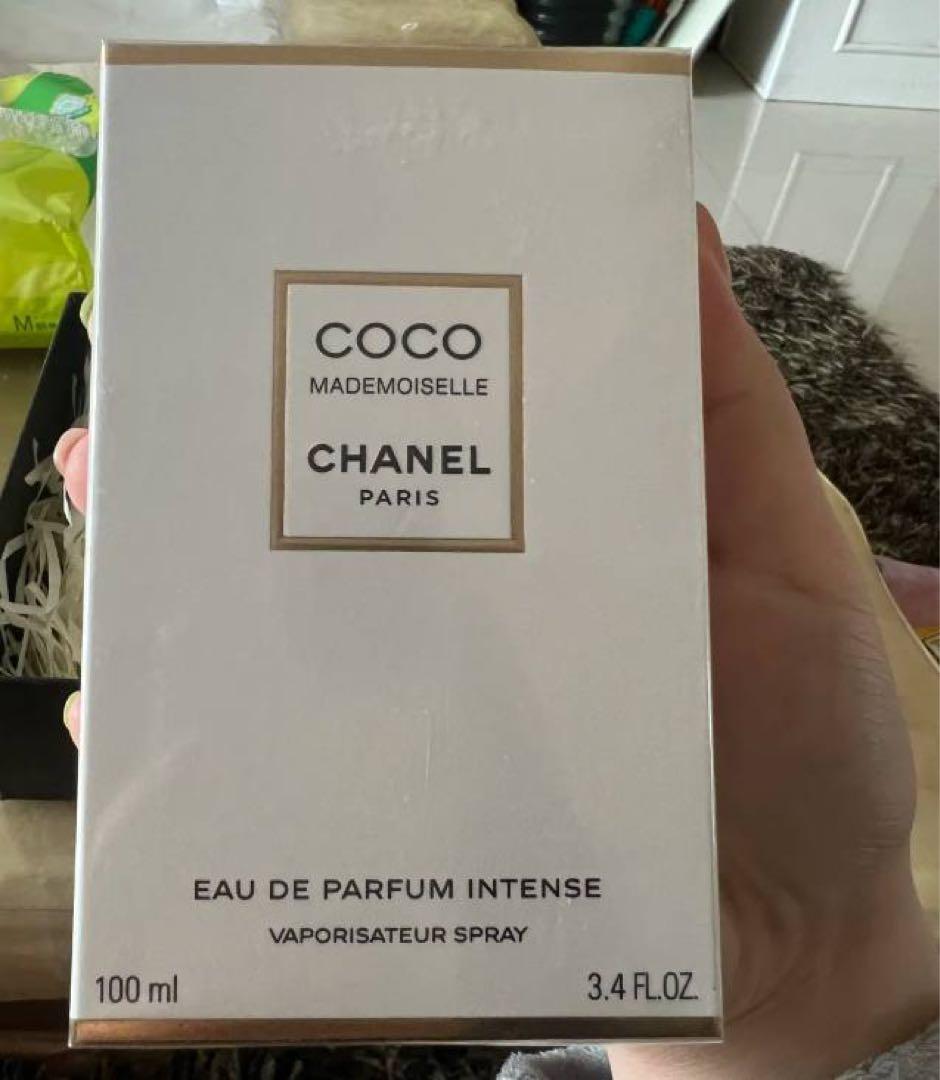 COCO
MADEMOISELLE
CHANEL
PARIS
EAU DE PARFUM INTENSE
VAPORISATEUR SPRAY
100 ml
3.4 FL.OZ.
M